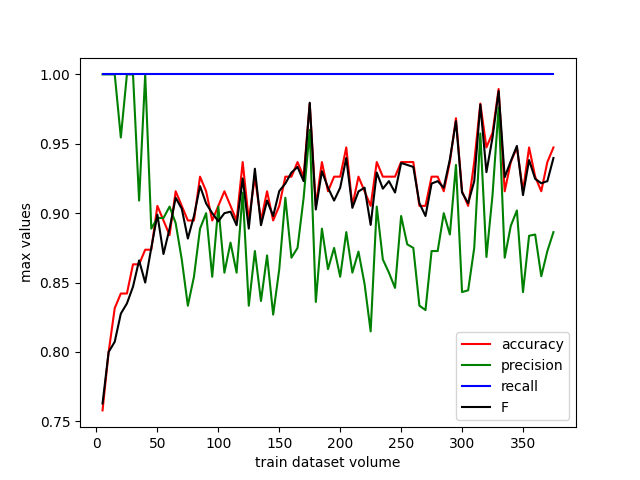 1.00
0.95
0.90
0.85
0.80
0.75
max values
0 50 100 150 200 250 300 350
train dataset volume
accuracy
precision
recall
F